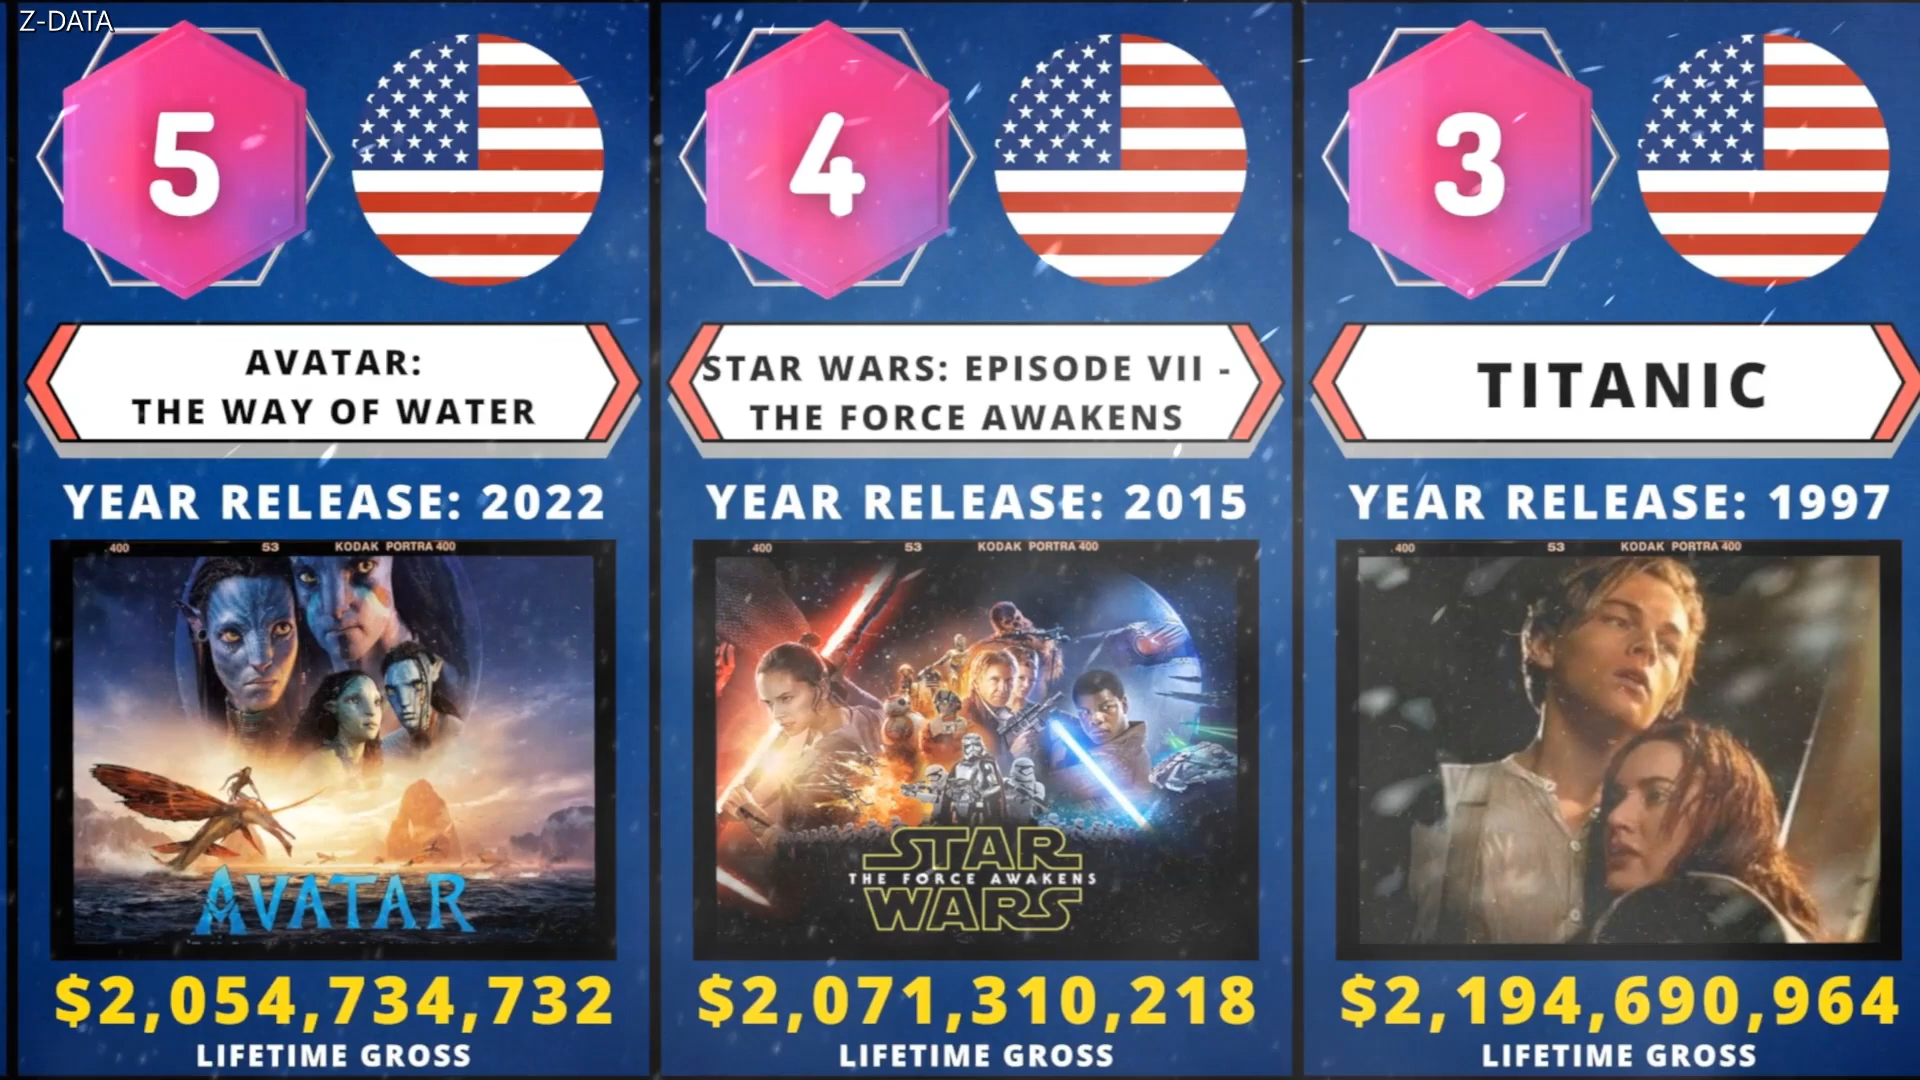 Z-DATA
5
AVATAR:
THE WAY OF WATER
YEAR RELEASE: 2022
400 53 KODAK PORTRA 400
AVATAR
$2,054,734,732
LIFETIME GROSS
4
STAR WARS: EPISODE VII -
THE FORCE AWAKENS
YEAR RELEASE: 2015
400 53 KODAK PORTRA 400
STAR
THE FORCE AWAKENS
WARS
$2,071,310,218
LIFETIME GROSS
3
TITANIC
YEAR RELEASE: 1997
400 53 KODAK PORTRA 400
$2,194,690,964
LIFETIME GROSS